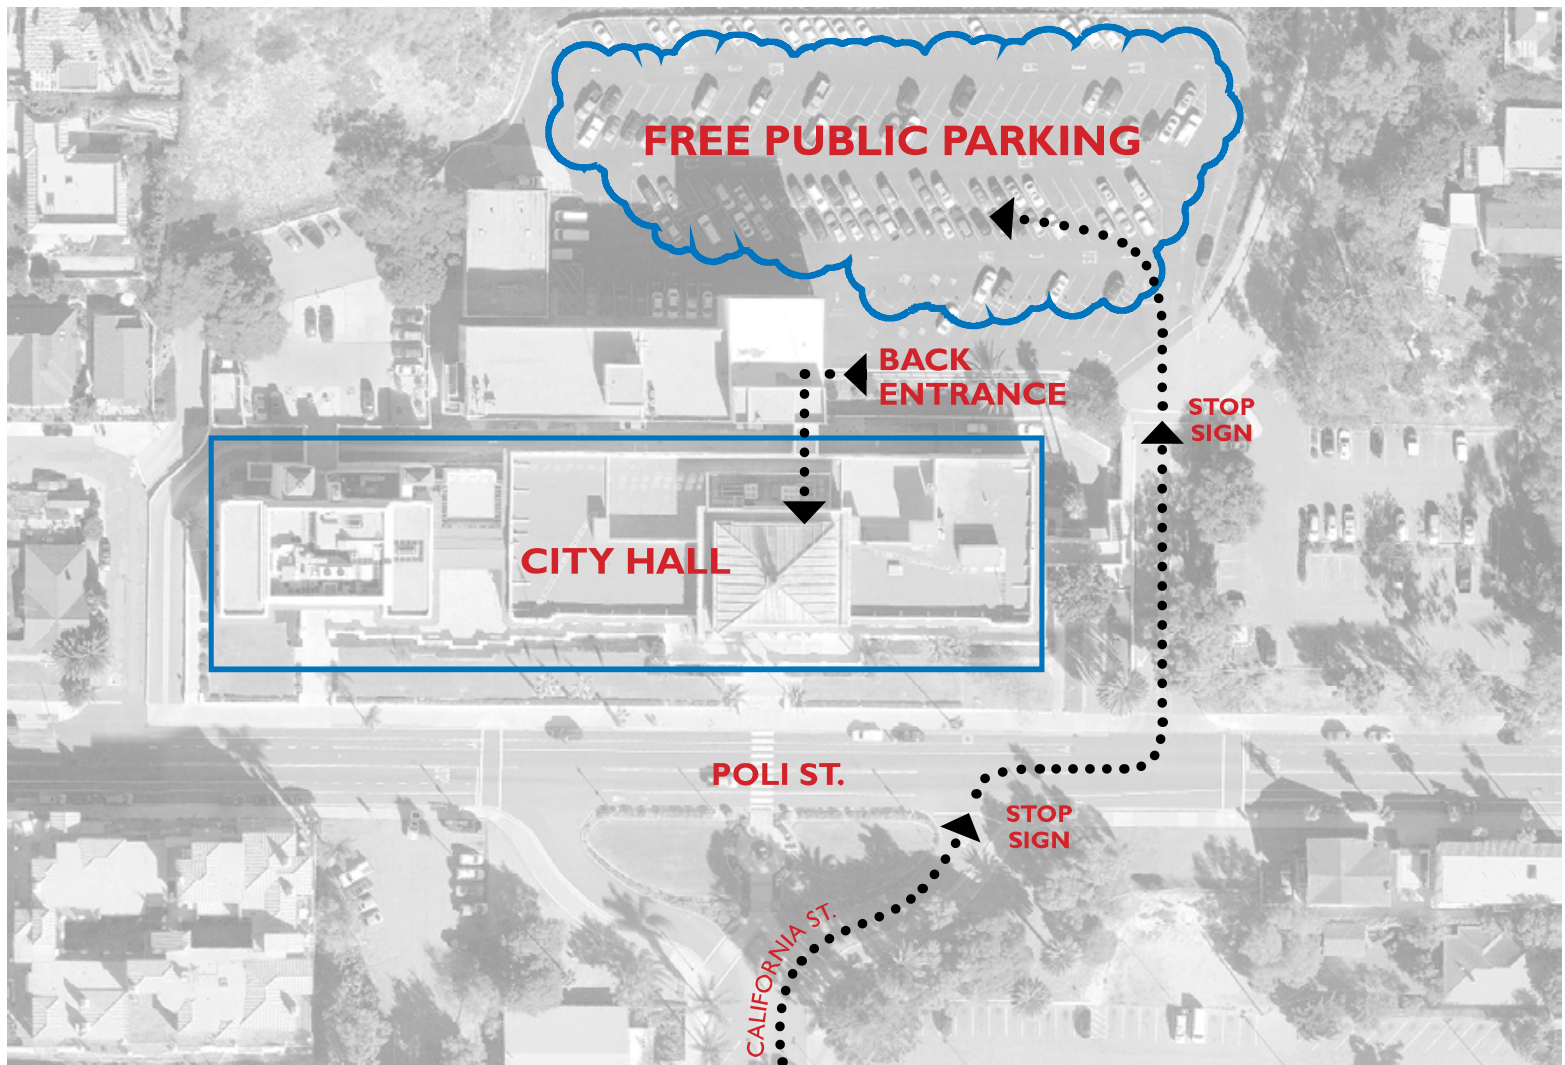 FREE PUBLIC PARKING
BACK
ENTRANCE
STOP
SIGN
CITY HALL
POLI ST.
STOP
SIGN
CALIFORNIA ST.